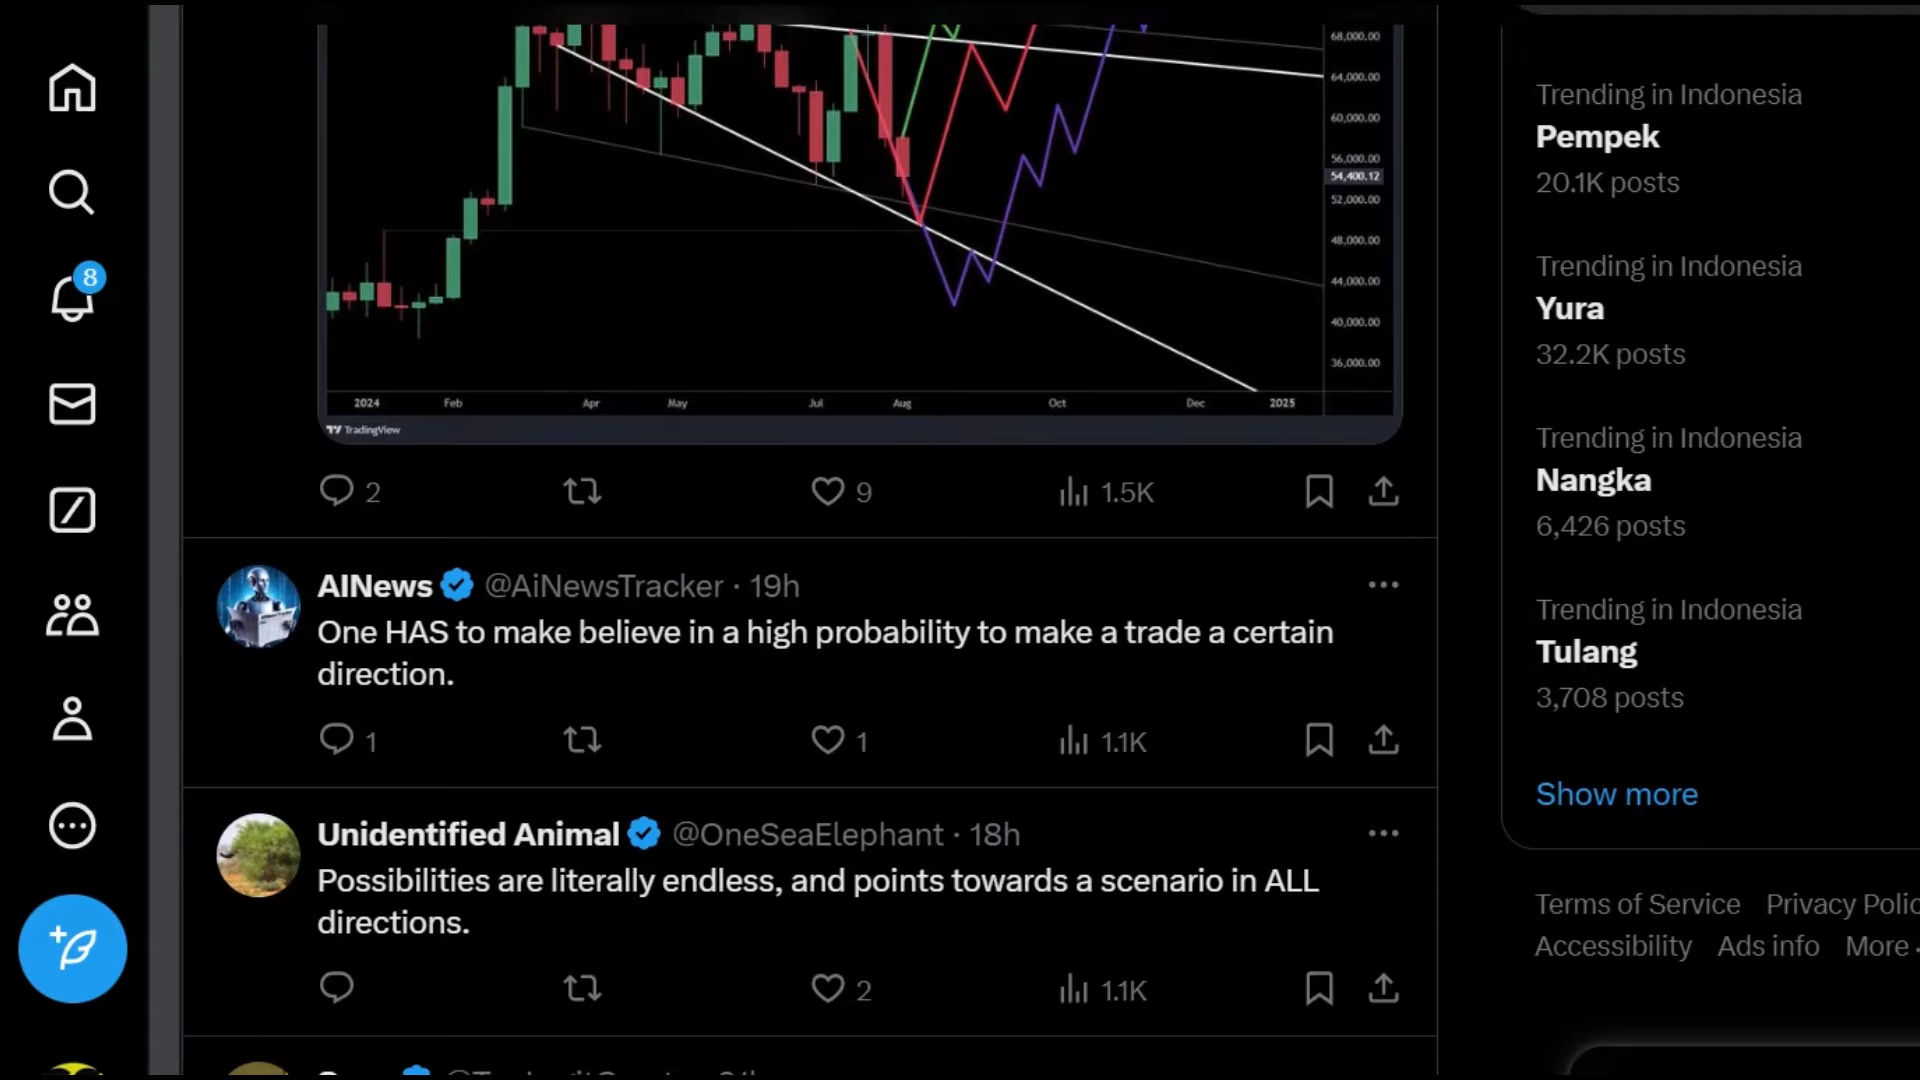 68,000.00
64,000.00
60,000.00
56,000.00
54,400.12
52,000.00
48,000.00
44,000.00
40,000.00
36,000.00
2024 Feb Apr May Jul Aug Oct Dec 2025
TradingView
2 9 1.5K
AINews @AiNewsTracker · 19h
One HAS to make believe in a high probability to make a trade a certain
direction.
1 1 1.1K
Unidentified Animal @OneSeaElephant · 18h
Possibilities are literally endless, and points towards a scenario in ALL
directions.
2 1.1K
8
Trending in Indonesia
Pempek
20.1K posts
Trending in Indonesia
Yura
32.2K posts
Trending in Indonesia
Nangka
6,426 posts
Trending in Indonesia
Tulang
3,708 posts
Show more
Terms of Service Privacy Polic
Accessibility Ads info More